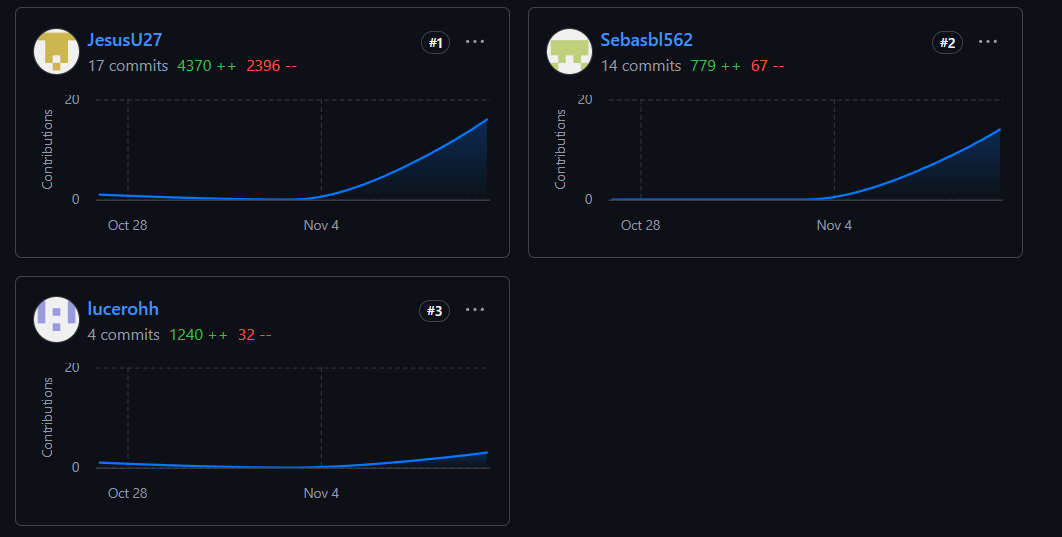 JesusU27
#1
17 commits 4370 ++ 2396 --
20
Contributions
0
Oct 28 Nov 4
Sebasbl562
#2
14 commits 779 ++ 67 --
20
Contributions
0
Oct 28 Nov 4
lucerohh
#3
4 commits 1240 ++ 32 --
20
Contributions
0
Oct 28 Nov 4